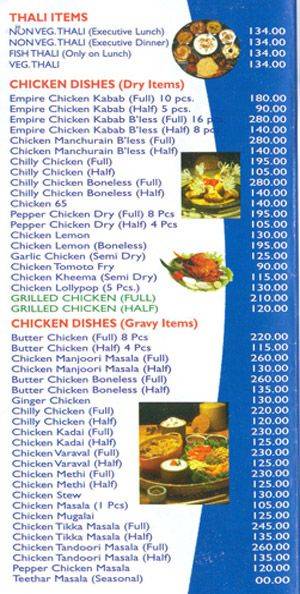 THALI ITEMS
NON VEG. THALI (Executive Lunch) 134.00
NON VEG. THALI (Executive Dinner) 134.00
FISH THALI (Only on Lunch) 134.00
VEG. THALI 134.00
CHICKEN DISHES (Dry Items)
Empire Chicken Kabab (Full) 10 pcs. 180.00
Empire Chicken Kabab (Half) 5 pcs. 90.00
Empire Chicken Kabab B'less (Full) 16 pcs 280.00
Empire Chicken Kabab B'less (Half) 8 pcs 140.00
Chicken Manchurain B'less (Full) 280.00
Chicken Manchurain B'less (Half) 140.00
Chilly Chicken (Full) 195.00
Chilly Chicken (Half) 105.00
Chilly Chicken Boneless (Full) 280.00
Chilly Chicken Boneless (Half) 140.00
Chicken 65 140.00
Pepper Chicken Dry (Full) 8 Pcs 195.00
Pepper Chicken Dry (Half) 4 Pcs 105.00
Chicken Lemon 130.00
Chicken Lemon (Boneless) 195.00
Garlic Chicken (Semi Dry) 125.00
Chicken Tomoto Fry 90.00
Chicken Kheema (Semi Dry) 115.00
Chicken Lollypop (5 Pcs.) 130.00
GRILLED CHICKEN (FULL) 210.00
GRILLED CHICKEN (HALF) 120.00
CHICKEN DISHES (Gravy Items)
Butter Chicken (Full) 8 Pcs 220.00
Butter Chicken (Half) 4 Pcs 115.00
Chicken Manjoori Masala (Full) 260.00
Chicken Manjoori Masala (Half) 130.00
Butter Chicken Boneless (Full) 260.00
Butter Chicken Boneless (Half) 135.00
Ginger Chicken 130.00
Chilly Chicken (Full) 220.00
Chilly Chicken (Half) 120.00
Chicken Kadai (Full) 230.00
Chicken Kadai (Half) 125.00
Chicken Varaval (Full) 230.00
Chicken Varaval (Half) 125.00
Chicken Methi (Full) 230.00
Chicken Methi (Half) 125.00
Chicken Stew 130.00
Chicken Masala (1 Pcs) 105.00
Chicken Mugalai 125.00
Chicken Tikka Masala (Full) 245.00
Chicken Tikka Masala (Half) 135.00
Chicken Tandoori Masala (Full) 260.00
Chicken Tandoori Masala (Half) 135.00
Pepper Chicken Masala 120.00
Teethar Masala (Seasonal) 00.00